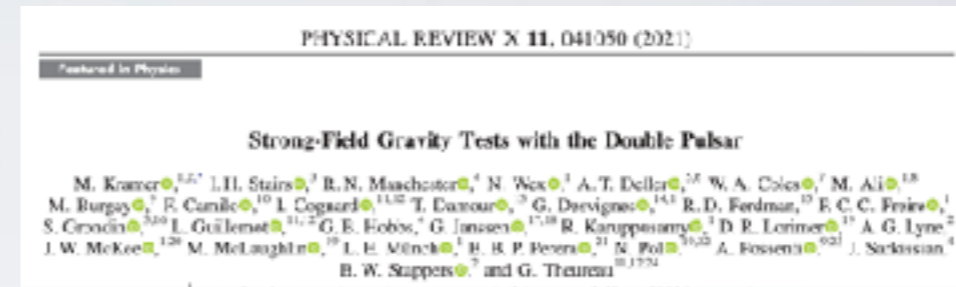 PHYSICAL REVIEW X 11, 041050 (2021)
Featured in Physics
Strong-Field Gravity Tests with the Double Pulsar
M. Kramer, I. H. Stairs, R. N. Manchester, N. Wex, A. T. Deller, W. A. Coles, M. Ali,
M. Burgay, F. Camilo, I. Cognard, T. Damour, G. Desvignes, R. D. Ferdman, P. C. C. Freire,
S. Grondin, L. Guillemot, G. B. Hobbs, G. Janssen, R. Karuppusamy, D. R. Lorimer, A. G. Lyne,
J. W. McKee, M. McLaughlin, L. E. Münch, B. B. P. Perera, N. Pol, A. Possenti, J. Sarkissian,
B. W. Stappers, and G. Theureau